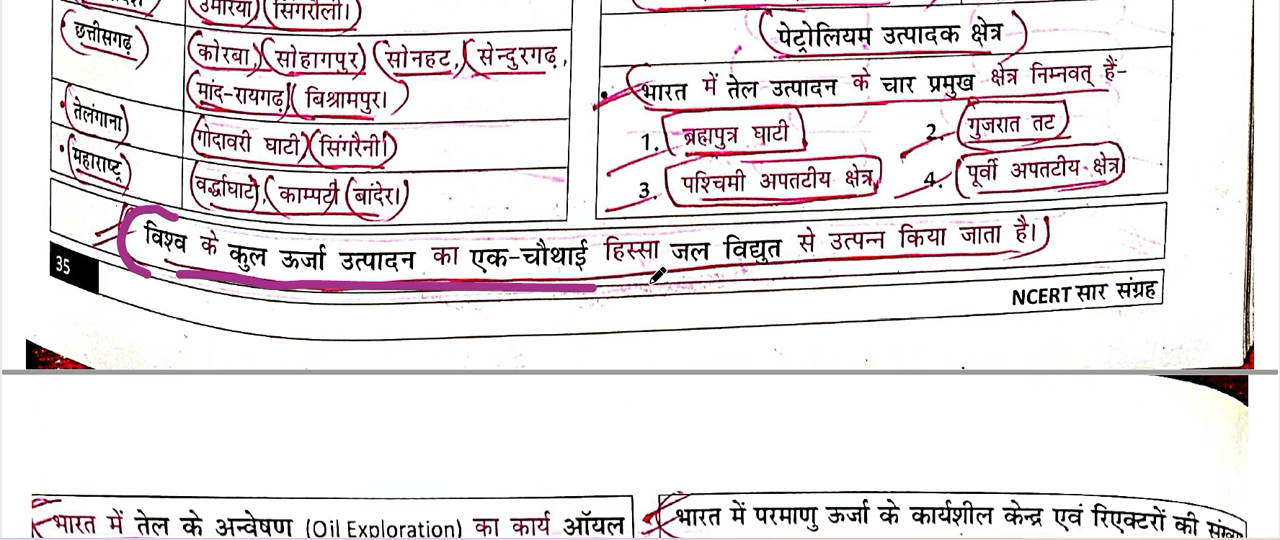 उमरिया, सिंगरौली।
छत्तीसगढ़
कोरबा, सोहागपुर, सोनहट, सेन्दुरगढ़,
मांद-रायगढ़, बिश्रामपुर।
तेलंगाना
गोदावरी घाटी, सिंगरैनी।
महाराष्ट्र
वर्द्धाघाटी, काम्पटी, बांदेर।
पेट्रोलियम उत्पादक क्षेत्र
• भारत में तेल उत्पादन के चार प्रमुख क्षेत्र निम्नवत् हैं-
1. ब्रहापुत्र घाटी 2. गुजरात तट
3. पश्चिमी अपतटीय क्षेत्र 4. पूर्वी अपतटीय क्षेत्र
विश्व के कुल ऊर्जा उत्पादन का एक-चौथाई हिस्सा जल विद्युत से उत्पन्न किया जाता है।
35
NCERT सार संग्रह
भारत में तेल के अन्वेषण (Oil Exploration) का कार्य ऑयल
भारत में परमाणु ऊर्जा के कार्यशील केन्द्र एवं रिएक्टरों की संख्या